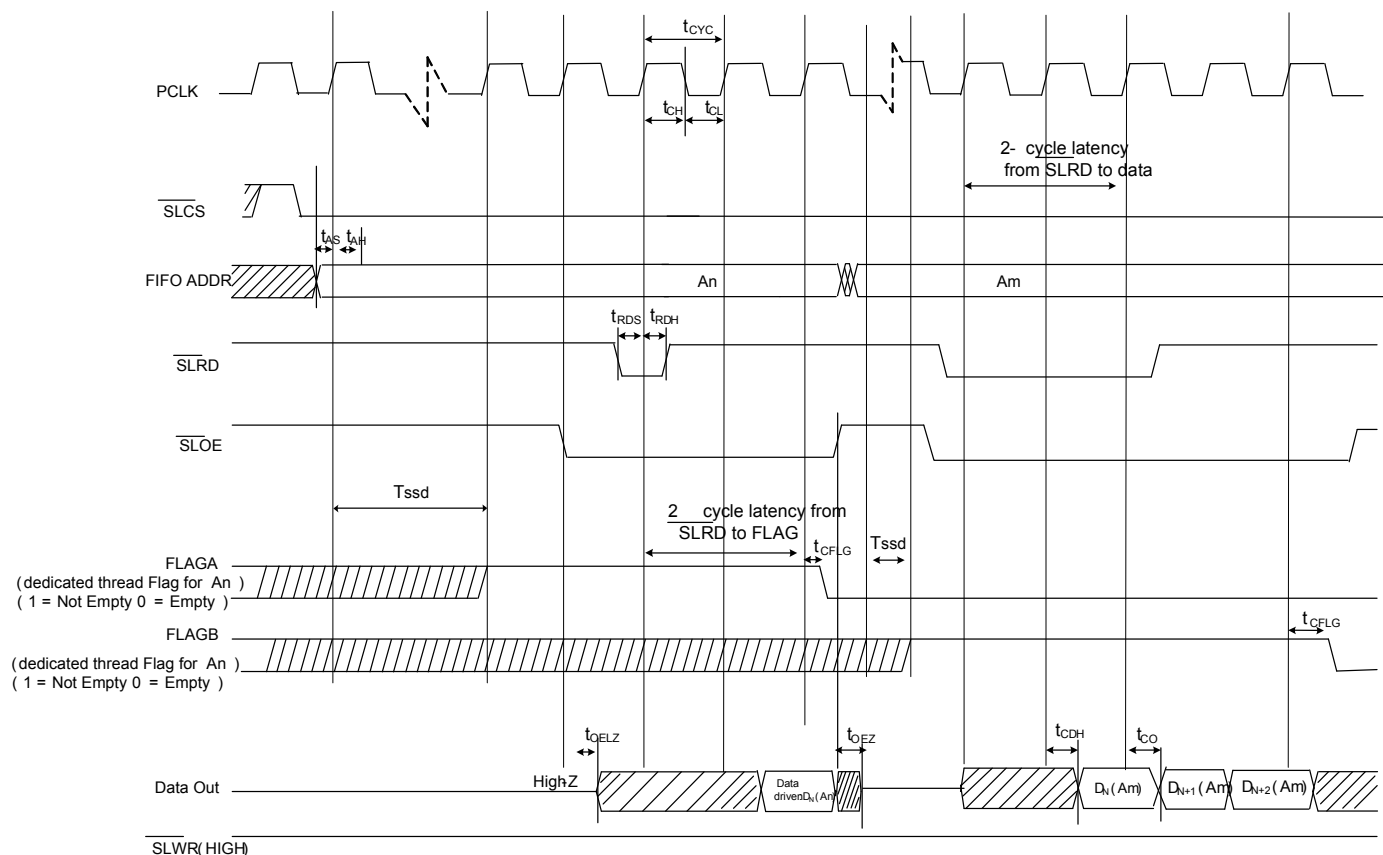 tCYC
PCLK
tCH
tCL
2- cycle latency
from SLRD to data
SLCS
tAS
tAH
FIFO ADDR
An
Am
tRDS
tRDH
SLRD
SLOE
Tssd
2 cycle latency from
SLRD to FLAG
tCFLG
Tssd
FLAGA
(dedicated thread Flag for An )
( 1 = Not Empty 0 = Empty )
FLAGB
tCFLG
(dedicated thread Flag for An )
( 1 = Not Empty 0 = Empty )
tOELZ
tOEZ
tCDH
tCO
Data Out
High-Z
Data
driven:DN(An)
DN(Am)
DN+1(Am)
DN+2(Am)
SLWR(HIGH)